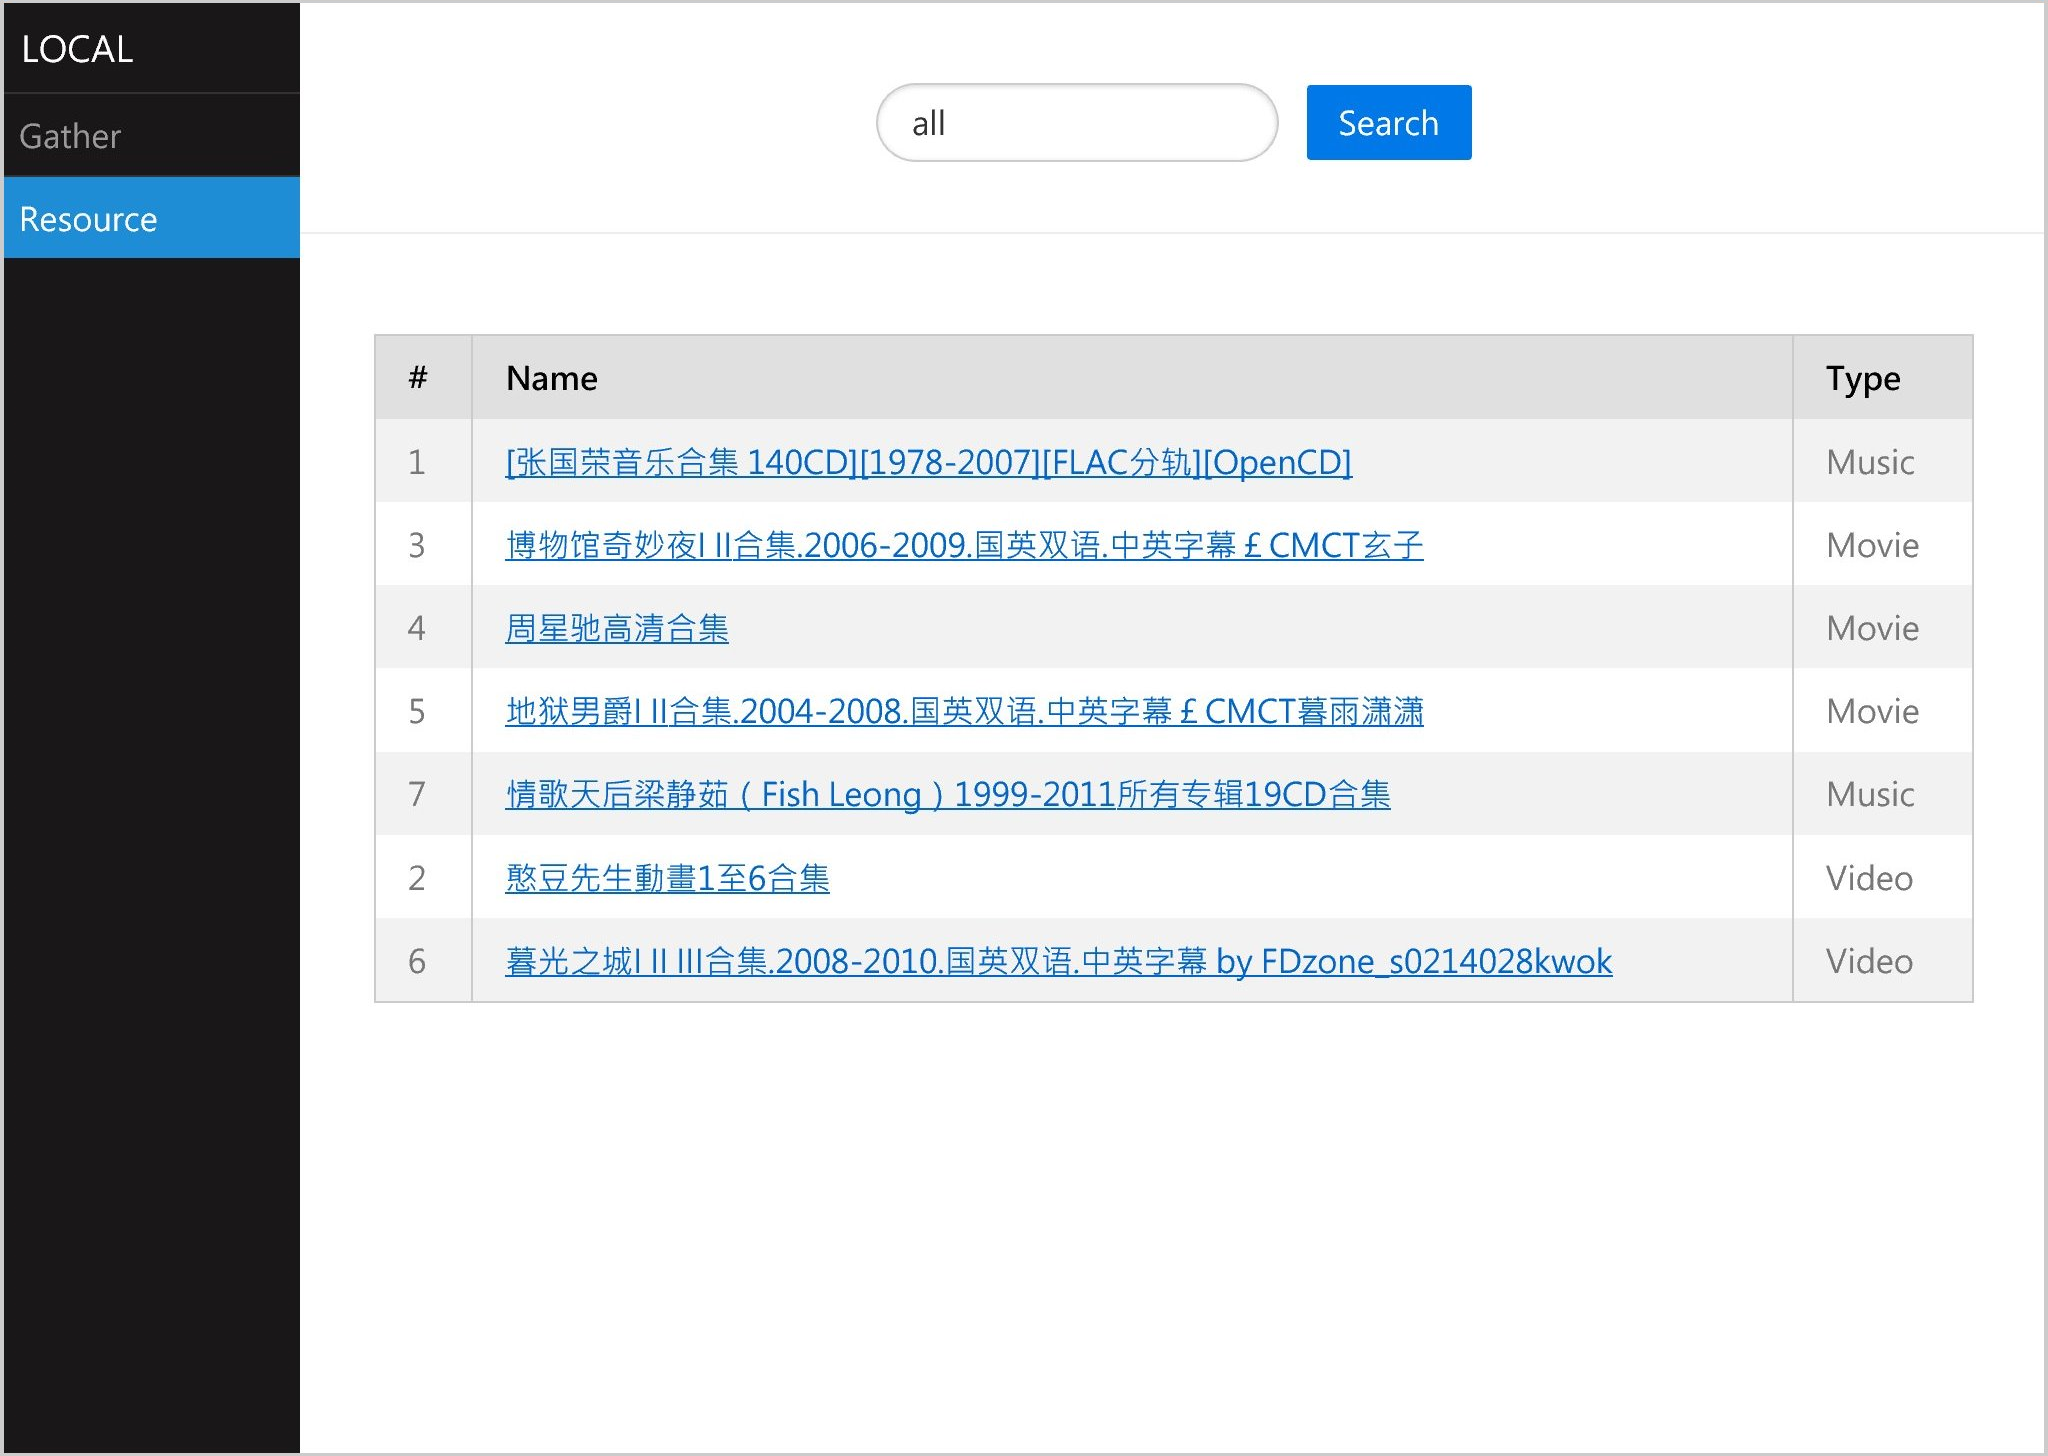 LOCAL
Gather
Resource
all
Search
# Name Type
1 [张国荣音乐合集 140CD][1978-2007][FLAC分轨][OpenCD] Music
3 博物馆奇妙夜I II合集.2006-2009.国英双语.中英字幕￡CMCT玄子 Movie
4 周星驰高清合集 Movie
5 地狱男爵I II合集.2004-2008.国英双语.中英字幕￡CMCT暮雨潇潇 Movie
7 情歌天后梁静茹（Fish Leong）1999-2011所有专辑19CD合集 Music
2 憨豆先生動畫1至6合集 Video
6 暮光之城I II III合集.2008-2010.国英双语.中英字幕 by FDzone_s0214028kwok Video